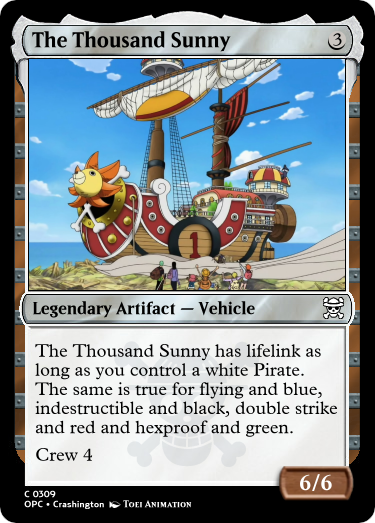 The Thousand Sunny 3
Legendary Artifact — Vehicle
The Thousand Sunny has lifelink as
long as you control a white Pirate.
The same is true for flying and blue,
indestructible and black, double strike
and red and hexproof and green.
Crew 4
6/6
C 0309
OPC • Crashington Toei Animation